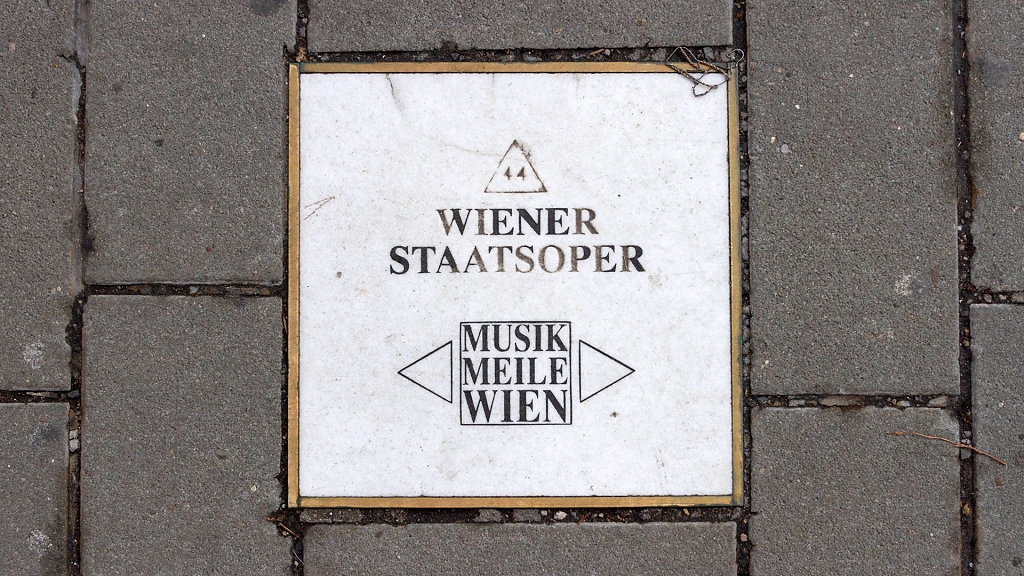 44
WIENER
STAATSOPER
MUSIK
MEILE
WIEN